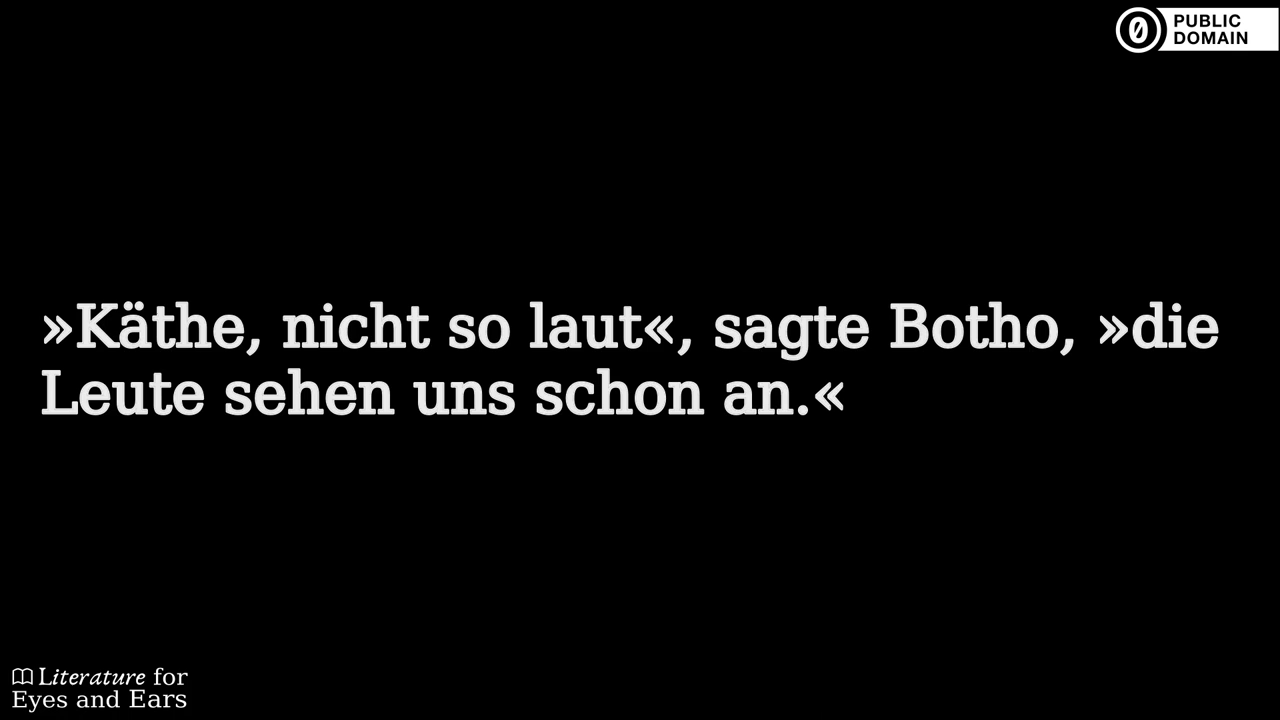 PUBLIC
DOMAIN
»Käthe, nicht so laut«, sagte Botho, »die
Leute sehen uns schon an.«
Literature for
Eyes and Ears